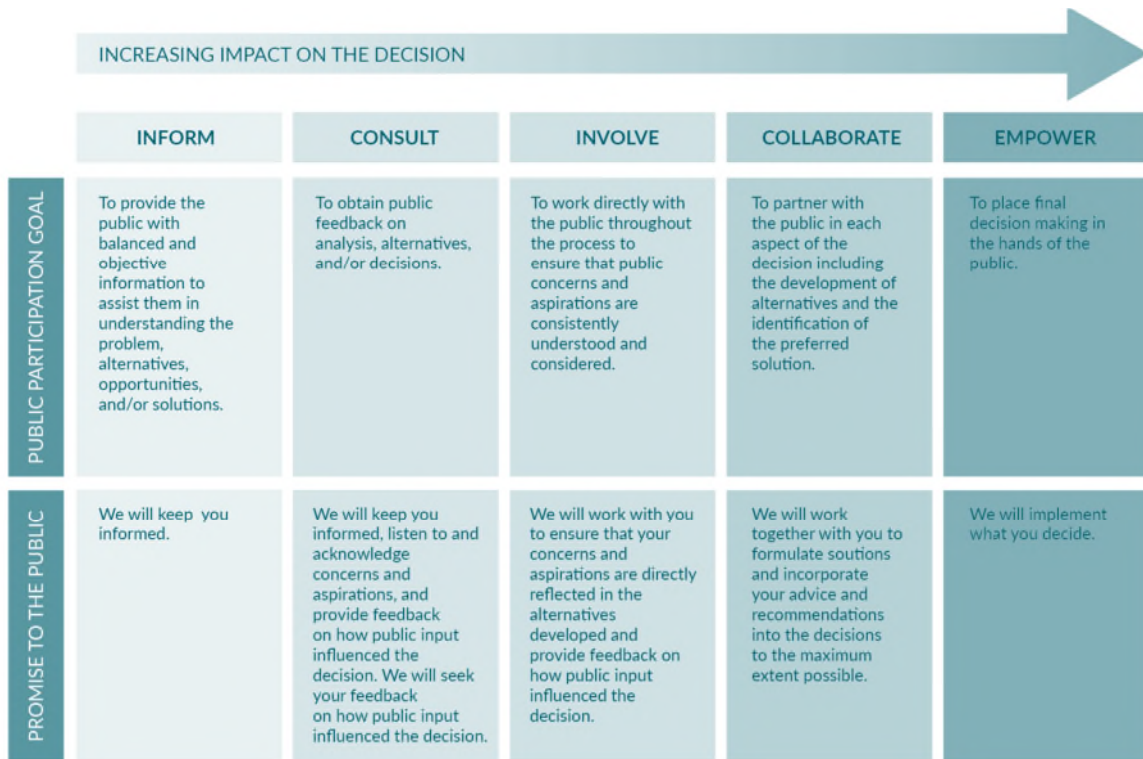 INCREASING IMPACT ON THE DECISION
INFORM
CONSULT
INVOLVE
COLLABORATE
EMPOWER
PUBLIC PARTICIPATION GOAL
To provide the
public with
balanced and
objective
information to
assist them in
understanding the
problem,
alternatives,
opportunities,
and/or solutions.
To obtain public
feedback on
analysis, alternatives,
and/or decisions.
To work directly with
the public throughout
the process to
ensure that public
concerns and
aspirations are
consistently
understood and
considered.
To partner with
the public in each
aspect of the
decision including
the development of
alternatives and the
identification of
the preferred
solution.
To place final
decision making in
the hands of the
public.
PROMISE TO THE PUBLIC
We will keep you
informed.
We will keep you
informed, listen to and
acknowledge
concerns and
aspirations, and
provide feedback
on how public input
influenced the
decision. We will seek
your feedback
on how public input
influenced the decision.
We will work with you
to ensure that your
concerns and
aspirations are directly
reflected in the
alternatives
developed and
provide feedback on
how public input
influenced the
decision.
We will work
together with you to
formulate soutions
and incorporate
your advice and
recommendations
into the decisions
to the maximum
extent possible.
We will implement
what you decide.